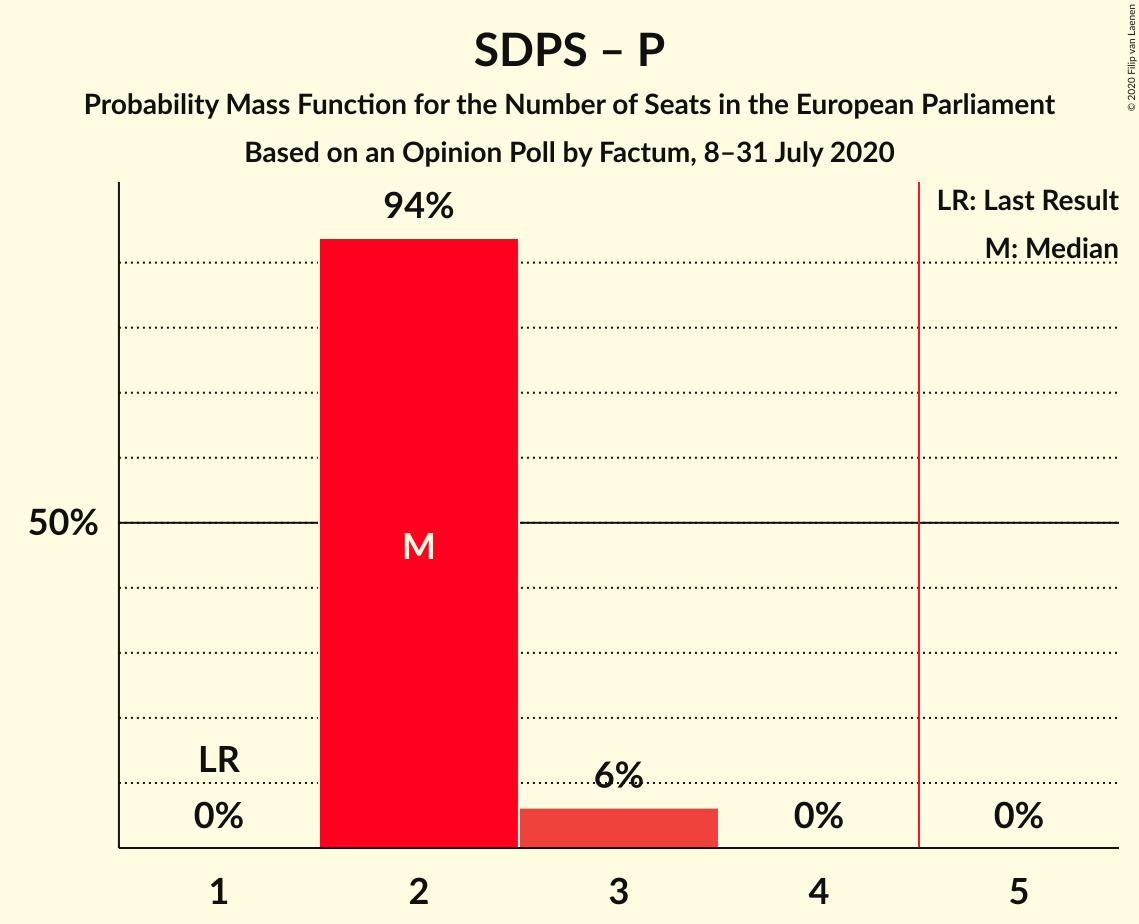 SDPS – P
Probability Mass Function for the Number of Seats in the European Parliament
Based on an Opinion Poll by Factum, 8–31 July 2020
© 2020 Filip van Laenen
LR: Last Result
M: Median
94%
50%
M
LR
0%
6%
0%
0%
1
2
3
4
5